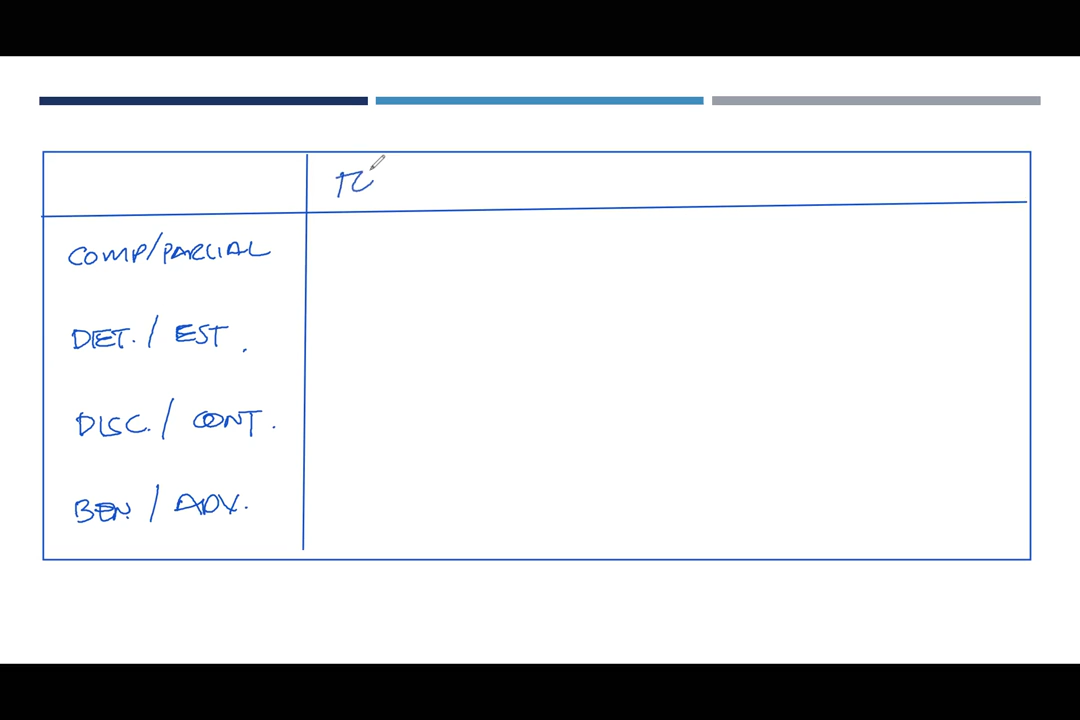 COMP/PARCIAL
DET. / EST.
DISC. / CONT.
BEN. / ADV.